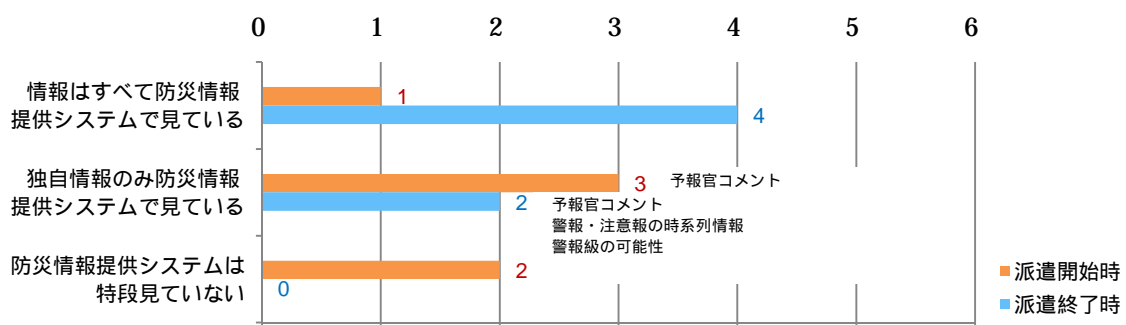 0 1 2 3 4 5 6
情報はすべて防災情報
提供システムで見ている
1
4
独自情報のみ防災情報
提供システムで見ている
3 予報官コメント
2 予報官コメント
警報・注意報の時系列情報
警報級の可能性
防災情報提供システムは
特段見ていない
2
0
派遣開始時
派遣終了時